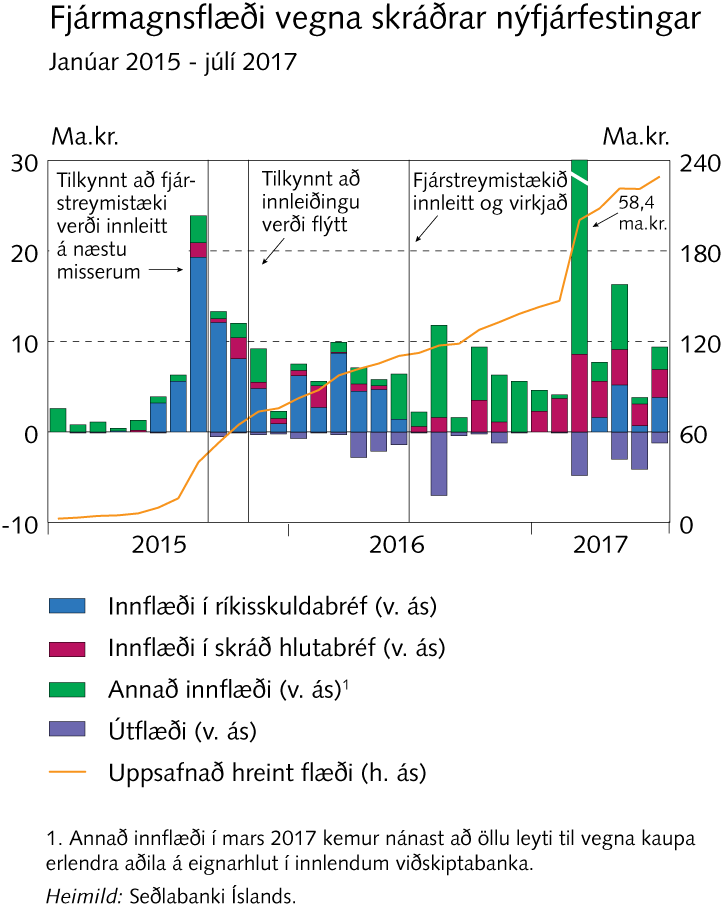 Fjármagnsflæði vegna skráðrar nýfjárfestingar
Janúar 2015 - júlí 2017
Ma.kr.
Ma.kr.
30
20
10
0
-10
240
180
120
60
0
Tilkynnt að fjár-
streymistæki
verði innleitt
á næstu
misserum
Tilkynnt að
innleiðingu
verði flýtt
Fjárstreymistækið
innleitt og virkjað
58,4
ma.kr.
2015
2016
2017
Innflæði í ríkisskuldabréf (v. ás)
Innflæði í skráð hlutabréf (v. ás)
Annað innflæði (v. ás)¹
Útflæði (v. ás)
Uppsafnað hreint flæði (h. ás)
1. Annað innflæði í mars 2017 kemur nánast að öllu leyti til vegna kaupa
erlendra aðila á eignarhlut í innlendum viðskiptabanka.
Heimild: Seðlabanki Íslands.